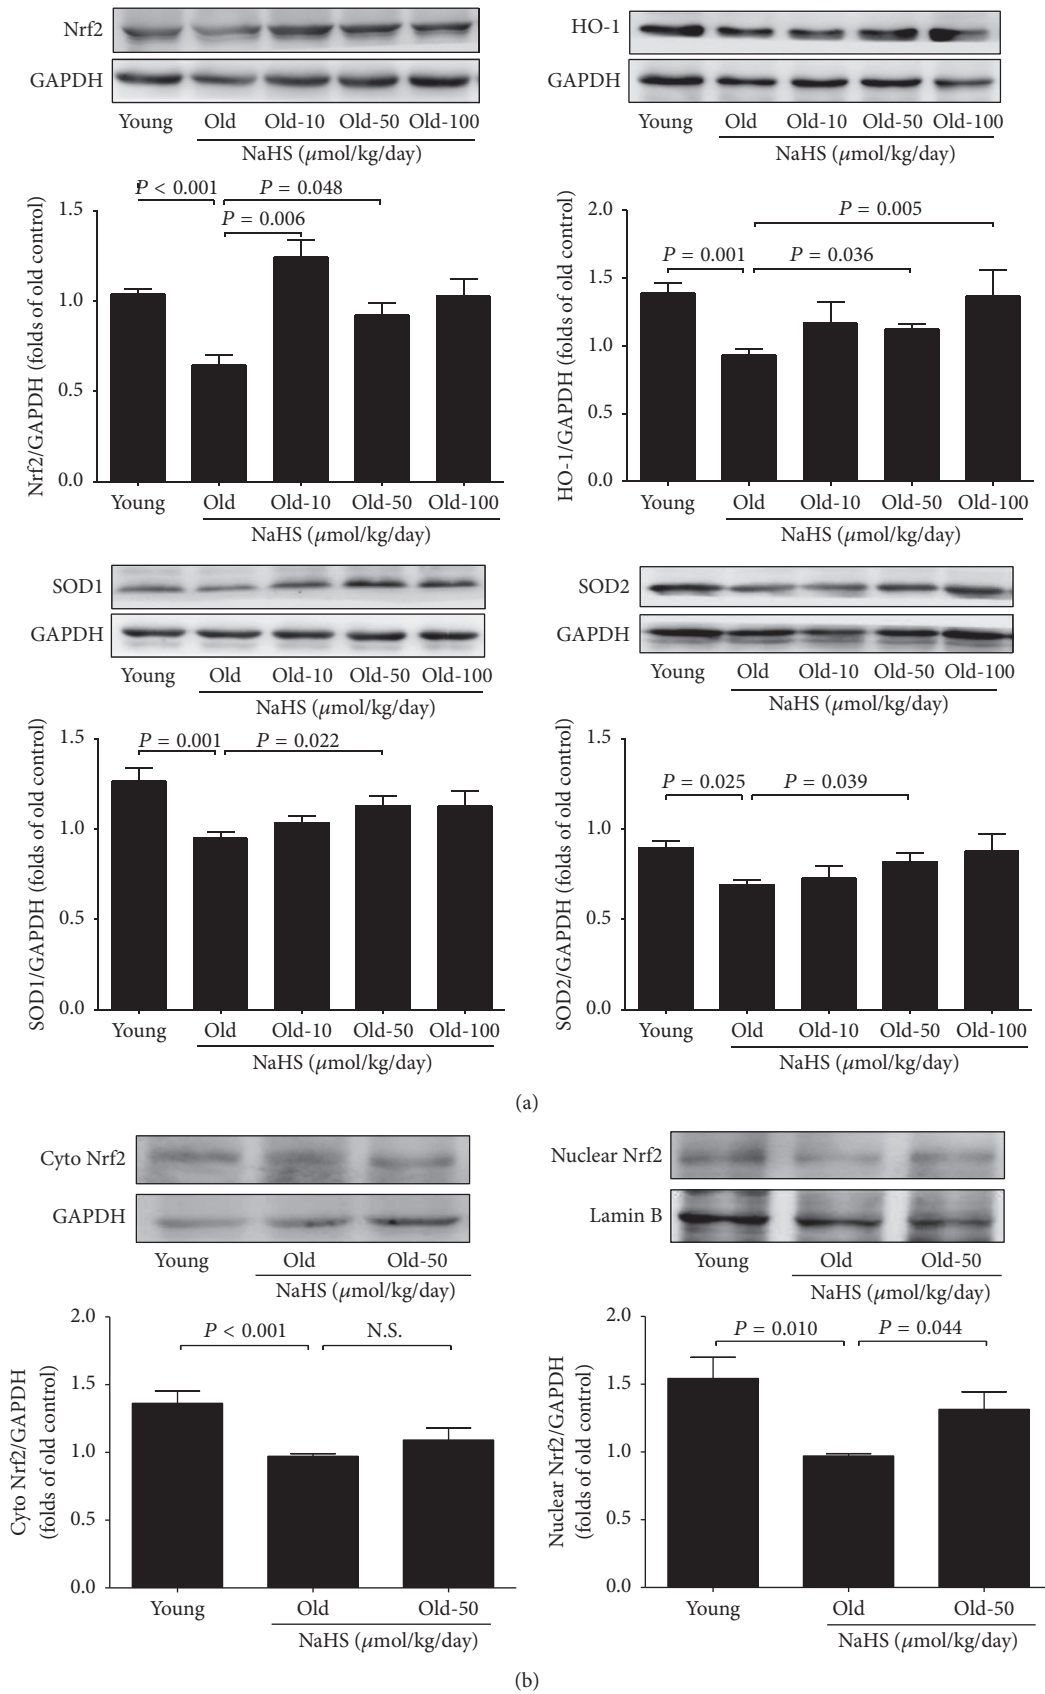 Nrf2
GAPDH
Young Old Old-10 Old-50 Old-100
NaHS (μmol/kg/day)
P < 0.001 P = 0.048
P = 0.006
Nrf2/GAPDH (folds of old control)
1.5
1.0
0.5
0.0
Young Old Old-10 Old-50 Old-100
NaHS (μmol/kg/day)
HO-1
GAPDH
Young Old Old-10 Old-50 Old-100
NaHS (μmol/kg/day)
P = 0.005
P = 0.001 P = 0.036
HO-1/GAPDH (folds of old control)
2.0
1.5
1.0
0.5
0.0
Young Old Old-10 Old-50 Old-100
NaHS (μmol/kg/day)
SOD1
GAPDH
Young Old Old-10 Old-50 Old-100
NaHS (μmol/kg/day)
P = 0.001 P = 0.022
SOD1/GAPDH (folds of old control)
1.5
1.0
0.5
0.0
Young Old Old-10 Old-50 Old-100
NaHS (μmol/kg/day)
SOD2
GAPDH
Young Old Old-10 Old-50 Old-100
NaHS (μmol/kg/day)
P = 0.025 P = 0.039
SOD2/GAPDH (folds of old control)
1.5
1.0
0.5
0.0
Young Old Old-10 Old-50 Old-100
NaHS (μmol/kg/day)
(a)
Cyto Nrf2
GAPDH
Young Old Old-50
NaHS (μmol/kg/day)
P < 0.001 N.S.
Cyto Nrf2/GAPDH
(folds of old control)
2.0
1.5
1.0
0.5
0.0
Young Old Old-50
NaHS (μmol/kg/day)
Nuclear Nrf2
Lamin B
Young Old Old-50
NaHS (μmol/kg/day)
P = 0.010 P = 0.044
Nuclear Nrf2/GAPDH
(folds of old control)
2.0
1.5
1.0
0.5
0.0
Young Old Old-50
NaHS (μmol/kg/day)
(b)